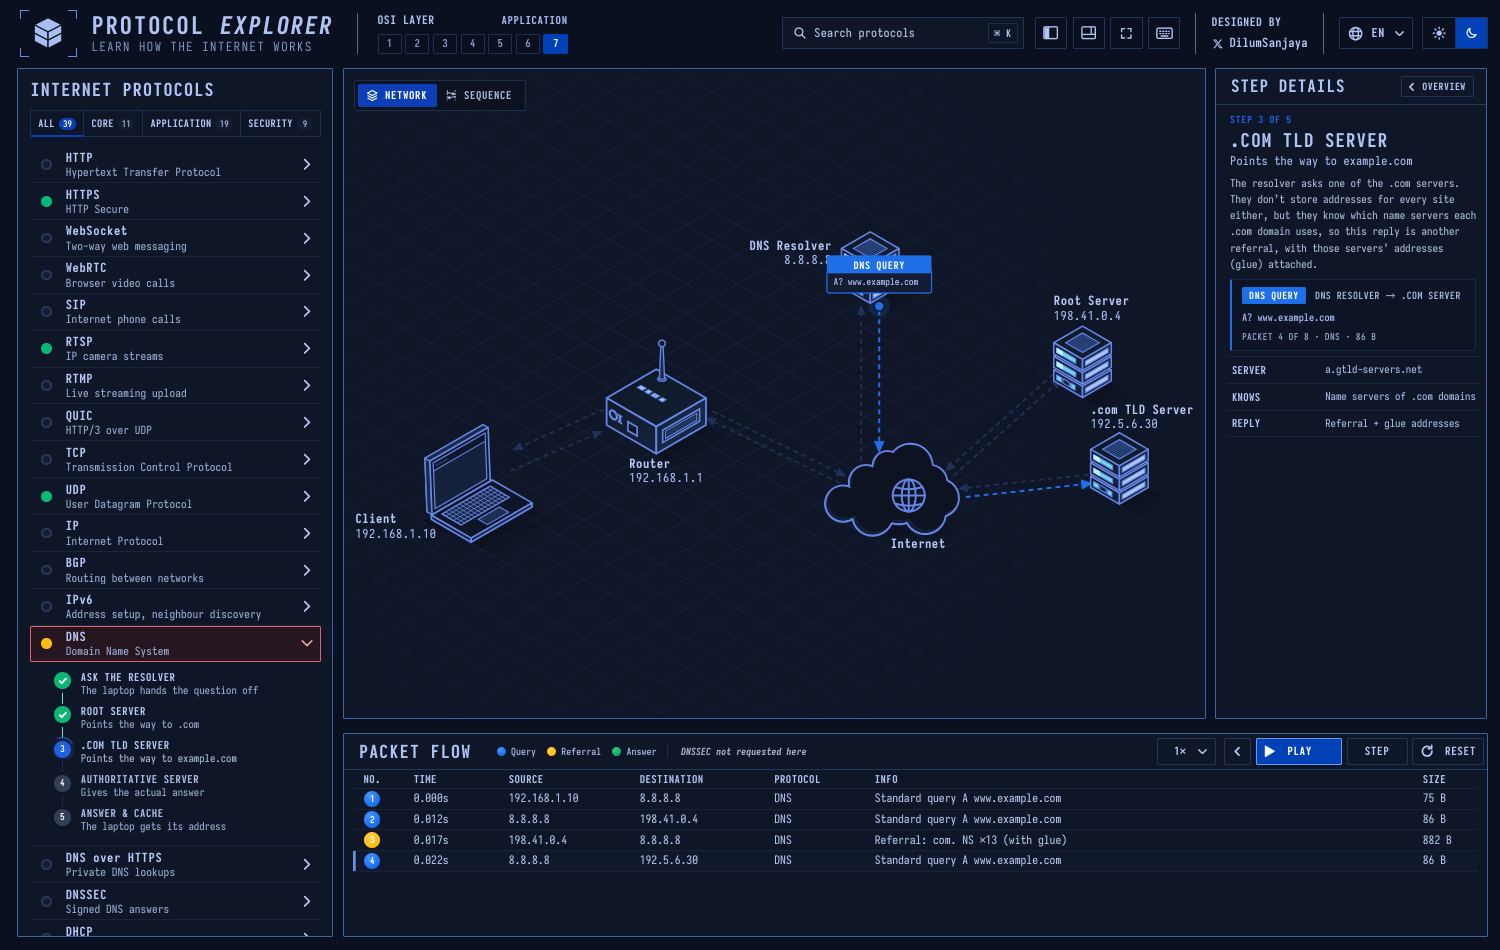 PROTOCOL EXPLORER
LEARN HOW THE INTERNET WORKS
OSI LAYER APPLICATION
1 2 3 4 5 6 7
Search protocols ⌘ K
DESIGNED BY
DilumSanjaya
EN
INTERNET PROTOCOLS
ALL 39 CORE 11 APPLICATION 19 SECURITY 9
HTTP
Hypertext Transfer Protocol
HTTPS
HTTP Secure
WebSocket
Two-way web messaging
WebRTC
Browser video calls
SIP
Internet phone calls
RTSP
IP camera streams
RTMP
Live streaming upload
QUIC
HTTP/3 over UDP
TCP
Transmission Control Protocol
UDP
User Datagram Protocol
IP
Internet Protocol
BGP
Routing between networks
IPv6
Address setup, neighbour discovery
DNS
Domain Name System
ASK THE RESOLVER
The laptop hands the question off
ROOT SERVER
Points the way to .com
3 .COM TLD SERVER
Points the way to example.com
4 AUTHORITATIVE SERVER
Gives the actual answer
5 ANSWER & CACHE
The laptop gets its address
DNS over HTTPS
Private DNS lookups
DNSSEC
Signed DNS answers
DHCP
NETWORK SEQUENCE
DNS Resolver
8.8.8.8
DNS QUERY
A? www.example.com
Root Server
198.41.0.4
.com TLD Server
192.5.6.30
Router
192.168.1.1
Client
192.168.1.10
Internet
STEP DETAILS
OVERVIEW
STEP 3 OF 5
.COM TLD SERVER
Points the way to example.com
The resolver asks one of the .com servers.
They don’t store addresses for every site
either, but they know which name servers each
.com domain uses, so this reply is another
referral, with those servers’ addresses
(glue) attached.
DNS QUERY DNS RESOLVER → .COM SERVER
A? www.example.com
PACKET 4 OF 8 · DNS · 86 B
SERVER a.gtld-servers.net
KNOWS Name servers of .com domains
REPLY Referral + glue addresses
PACKET FLOW
Query Referral Answer DNSSEC not requested here
1× PLAY STEP RESET
NO. TIME SOURCE DESTINATION PROTOCOL INFO SIZE
1 0.000s 192.168.1.10 8.8.8.8 DNS Standard query A www.example.com 75 B
2 0.012s 8.8.8.8 198.41.0.4 DNS Standard query A www.example.com 86 B
3 0.017s 198.41.0.4 8.8.8.8 DNS Referral: com. NS ×13 (with glue) 882 B
4 0.022s 8.8.8.8 192.5.6.30 DNS Standard query A www.example.com 86 B